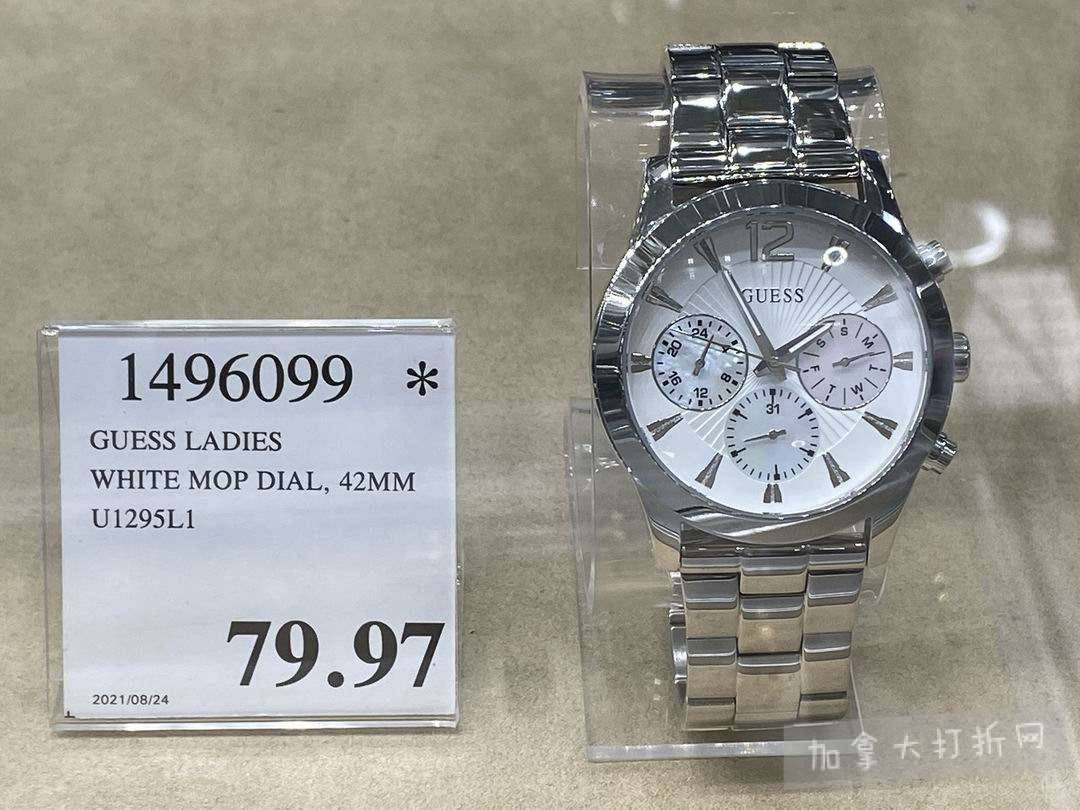 1496099 *
GUESS LADIES
WHITE MOP DIAL, 42MM
U1295L1
79.97
2021/08/24
12
GUESS
24
20
4
16
8
12
S
S
M
F
T
T
W
31
加拿大打折网